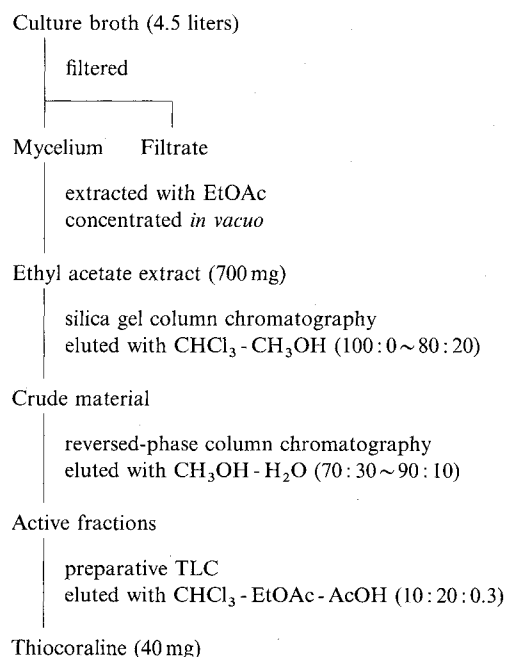 Culture broth (4.5 liters)
filtered
Mycelium Filtrate
extracted with EtOAc
concentrated in vacuo
Ethyl acetate extract (700 mg)
silica gel column chromatography
eluted with CHCl₃ - CH₃OH (100 : 0 ~ 80 : 20)
Crude material
reversed-phase column chromatography
eluted with CH₃OH - H₂O (70 : 30 ~ 90 : 10)
Active fractions
preparative TLC
eluted with CHCl₃ - EtOAc - AcOH (10 : 20 : 0.3)
Thiocoraline (40 mg)